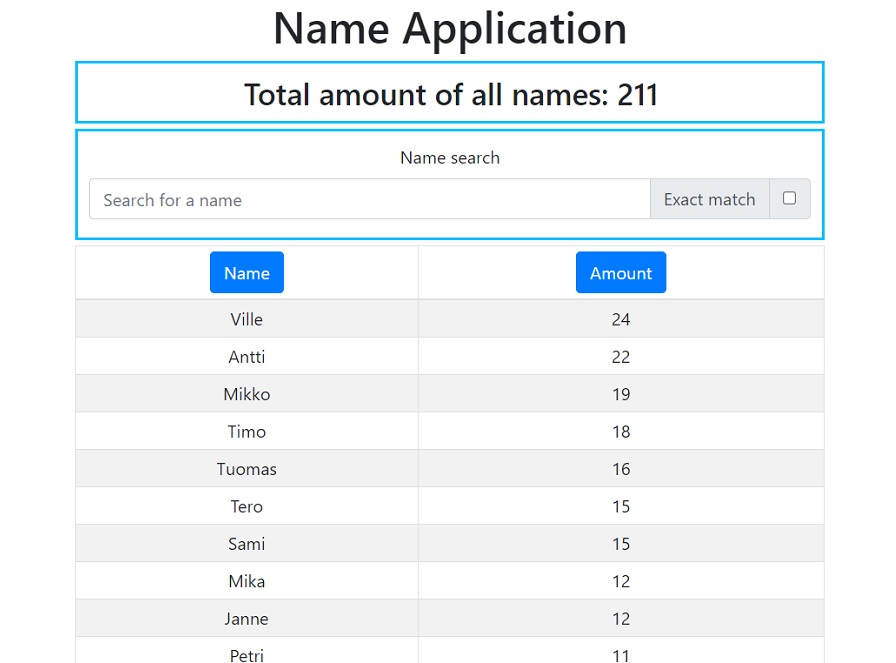 Name Application
Total amount of all names: 211
Name search
Search for a name Exact match
Name Amount
Ville 24
Antti 22
Mikko 19
Timo 18
Tuomas 16
Tero 15
Sami 15
Mika 12
Janne 12
Petri 11